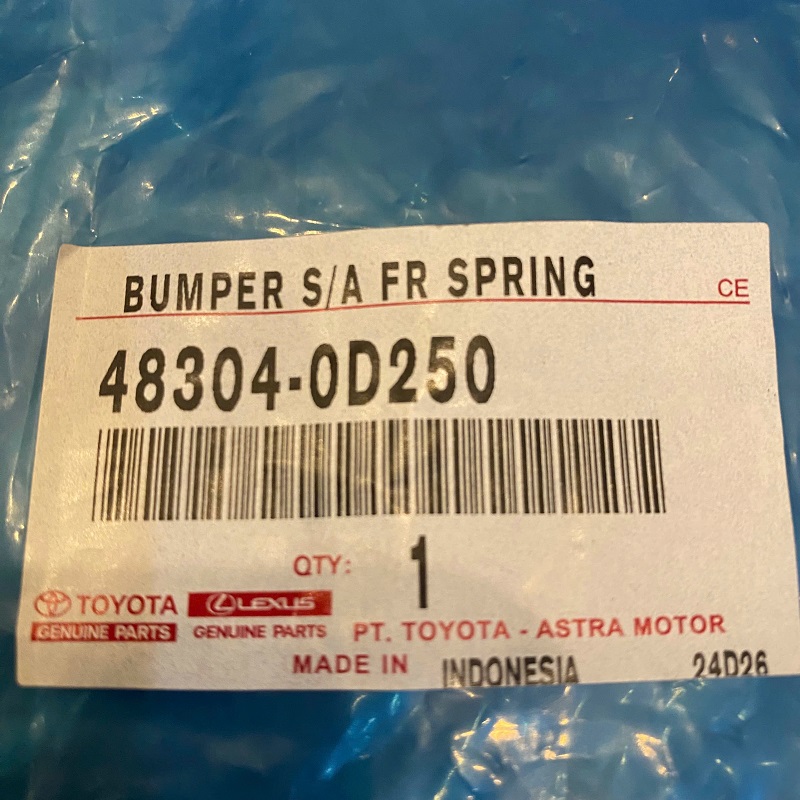 BUMPER S/A FR SPRING
CE
48304-0D250
QTY: 1
TOYOTA LEXUS
GENUINE PARTS GENUINE PARTS PT. TOYOTA - ASTRA MOTOR
MADE IN INDONESIA 24D26